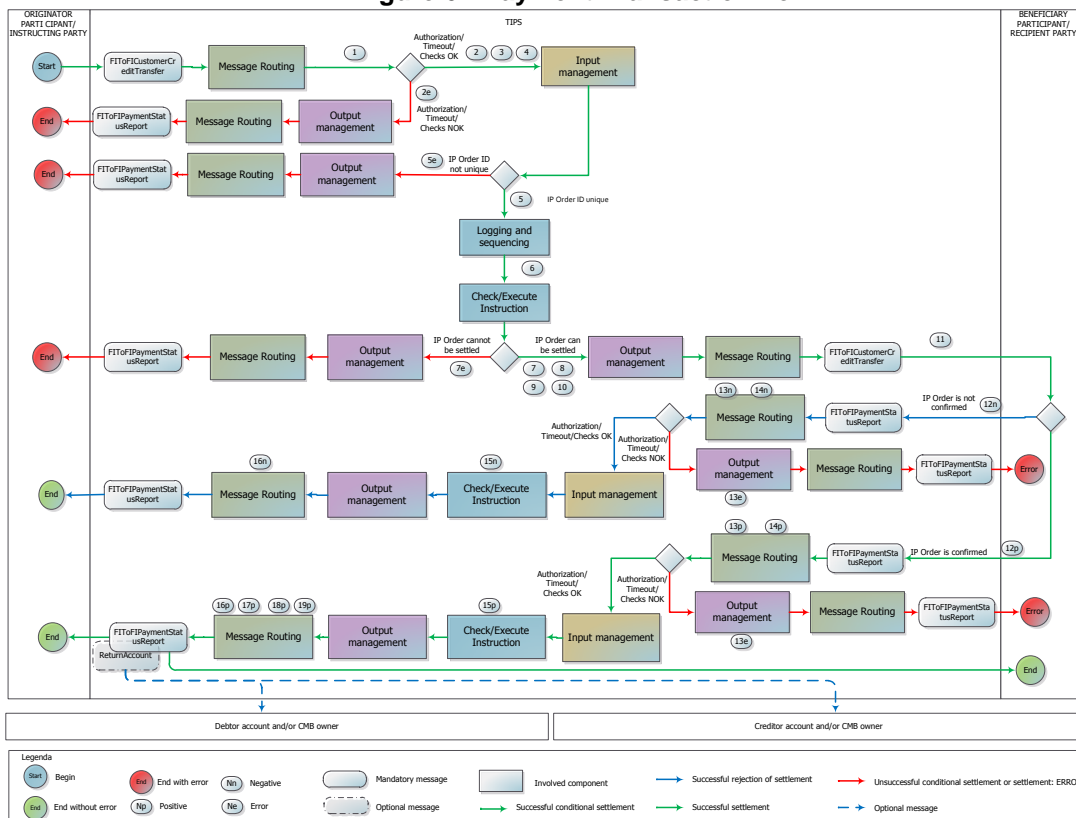 ORIGINATOR
PARTI CIPANT/
INSTRUCTING PARTY
TIPS
BENEFICIARY
PARTICIPANT/
RECIPIENT PARTY
Start
FIToFICustomerCr
editTransfer
Message Routing
1
Authorization/
Timeout/
Checks OK
2
3
4
Input
management
2e
Authorization/
Timeout/
Checks NOK
End
FIToFIPaymentStat
usReport
Message Routing
Output
management
End
FIToFIPaymentStat
usReport
Message Routing
Output
management
5e
IP Order ID
not unique
5
IP Order ID unique
Logging and
sequencing
6
Check/Execute
Instruction
End
FIToFIPaymentSta
tusReport
Message Routing
Output
management
IP Order cannot
be settled
7e
IP Order can
be settled
7
8
9
10
Output
management
Message Routing
FIToFICustomerCr
editTransfer
11
13n
14n
Message Routing
FIToFIPaymentSta
tusReport
IP Order is not
confirmed
12n
Authorization/
Timeout/Checks OK
Authorization/
Timeout/
Checks NOK
Output
management
13e
Message Routing
FIToFIPaymentSta
tusReport
Error
End
FIToFIPaymentSta
tusReport
16n
Message Routing
Output
management
15n
Check/Execute
Instruction
Input management
13p
14p
Message Routing
FIToFIPaymentSta
tusReport
IP Order is confirmed
12p
Authorization/
Timeout/
Checks OK
Authorization/
Timeout/
Checks NOK
Output
management
13e
Message Routing
FIToFIPaymentSta
tusReport
Error
End
FIToFIPaymentStat
usReport
ReturnAccount
16p
17p
18p
19p
Message Routing
Output
management
15p
Check/Execute
Instruction
Input management
End
Debtor account and/or CMB owner
Creditor account and/or CMB owner
Legenda
Start
Begin
End
End with error
Nn
Negative
Mandatory message
Involved component
Successful rejection of settlement
Unsuccessful conditional settlement or settlement: ERRO
End
End without error
Np
Positive
Ne
Error
Optional message
Successful conditional settlement
Successful settlement
Optional message